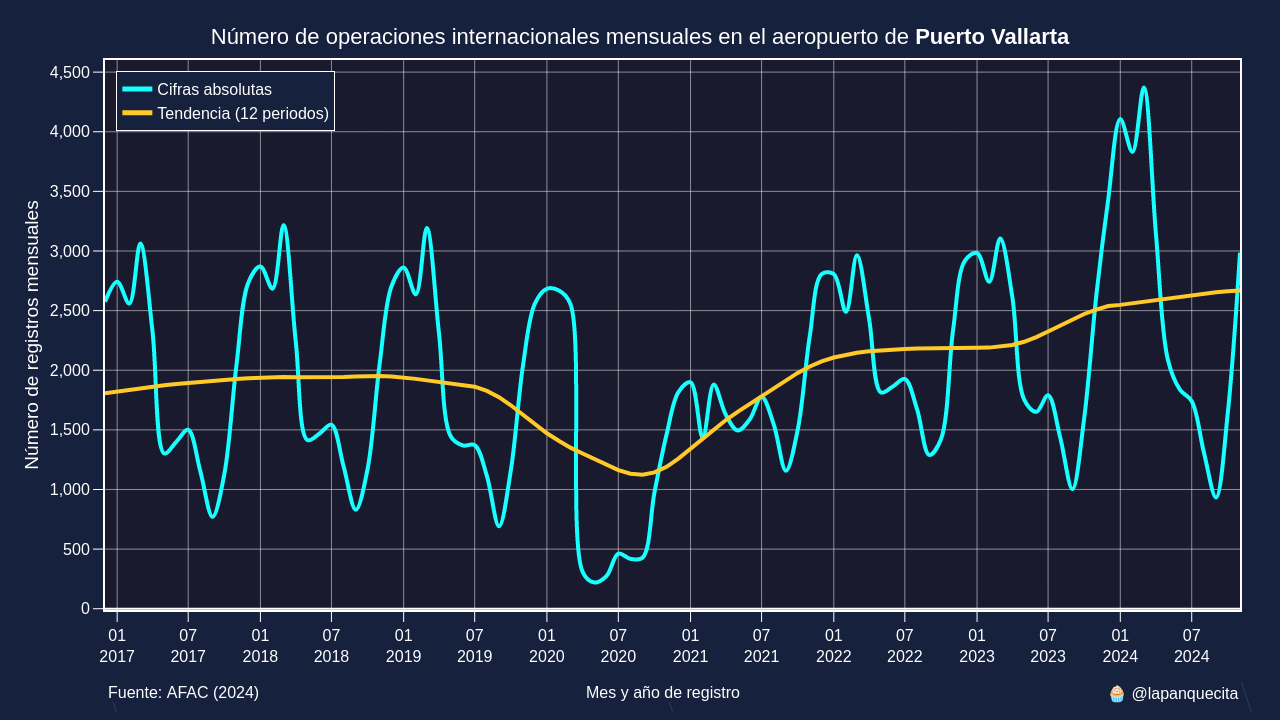 Número de operaciones internacionales mensuales en el aeropuerto de Puerto Vallarta
Cifras absolutas
Tendencia (12 periodos)
Número de registros mensuales
4,500
4,000
3,500
3,000
2,500
2,000
1,500
1,000
500
0
01 07 01 07 01 07 01 07 01 07 01 07 01 07 01 07
2017 2017 2018 2018 2019 2019 2020 2020 2021 2021 2022 2022 2023 2023 2024 2024
Fuente: AFAC (2024) Mes y año de registro 🧁 @lapanquecita